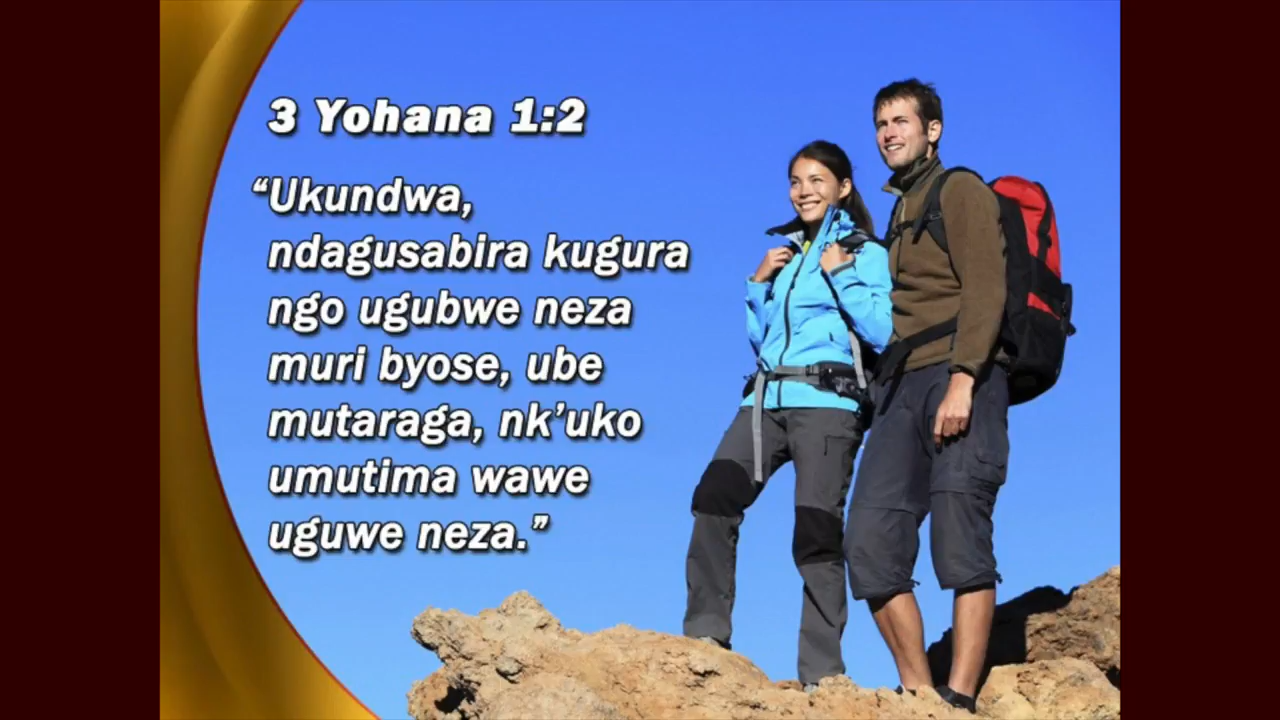 3 Yohana 1:2
“Ukundwa,
ndagusabira kugura
ngo ugubwe neza
muri byose, ube
mutaraga, nk’uko
umutima wawe
uguwe neza.”